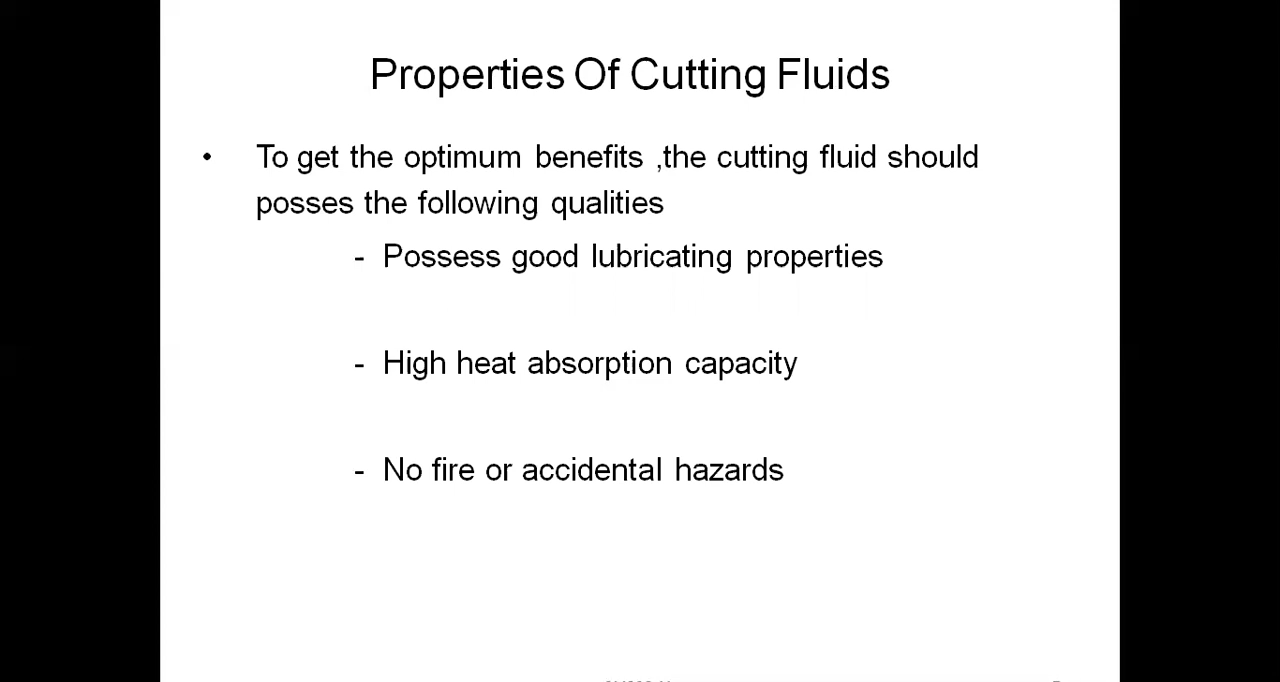 Properties Of Cutting Fluids
• To get the optimum benefits ,the cutting fluid should
posses the following qualities
- Possess good lubricating properties
- High heat absorption capacity
- No fire or accidental hazards